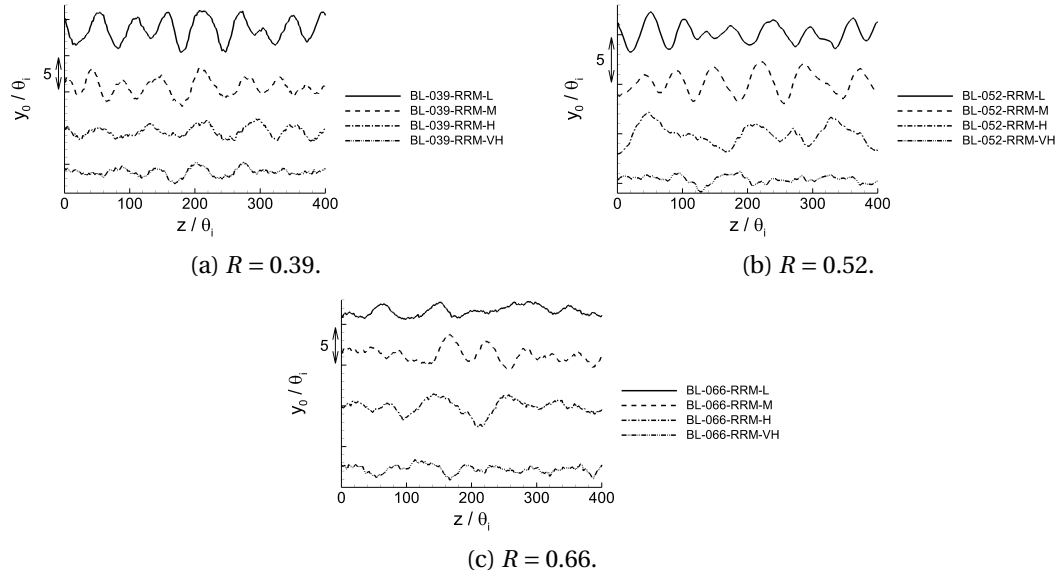 5
y₀ / θᵢ
BL-039-RRM-L
BL-039-RRM-M
BL-039-RRM-H
BL-039-RRM-VH
0 100 200 300 400
z / θᵢ
(a) R = 0.39.
5
y₀ / θᵢ
BL-052-RRM-L
BL-052-RRM-M
BL-052-RRM-H
BL-052-RRM-VH
0 100 200 300 400
z / θᵢ
(b) R = 0.52.
5
y₀ / θᵢ
BL-066-RRM-L
BL-066-RRM-M
BL-066-RRM-H
BL-066-RRM-VH
0 100 200 300 400
z / θᵢ
(c) R = 0.66.